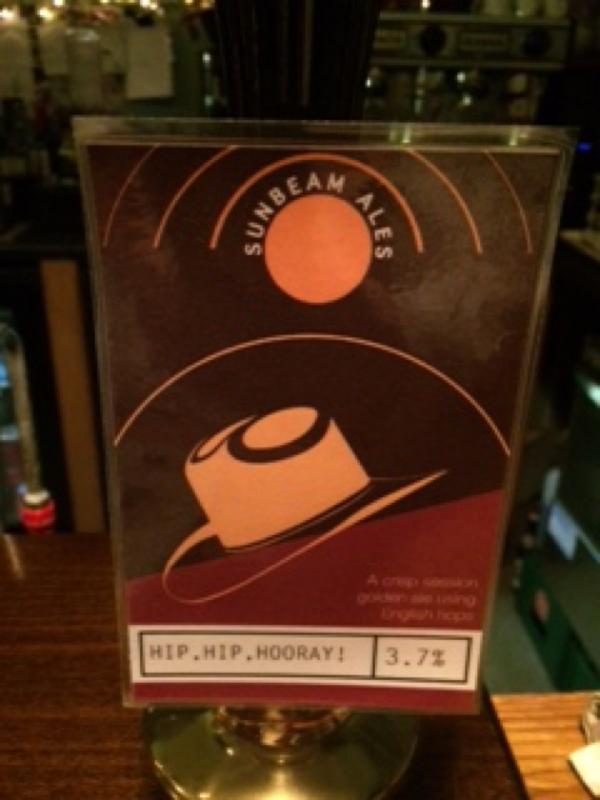 SUNBEAM ALES
A crisp session
golden ale using
English hops
HIP.HIP.HOORAY!
3.7%